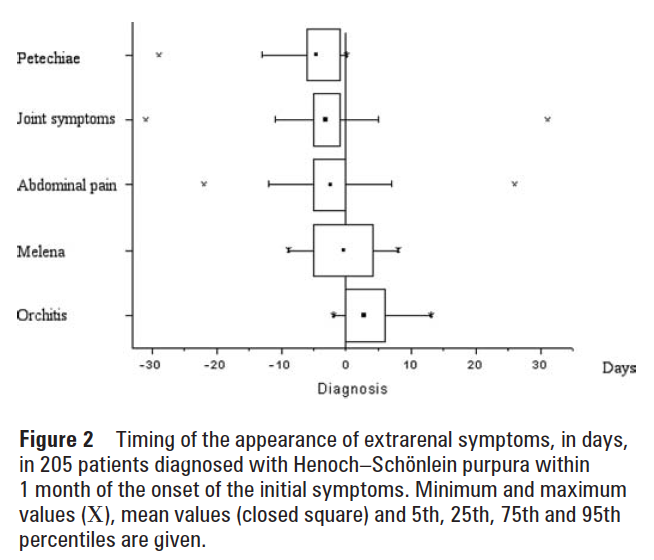 Petechiae
Joint symptoms
Abdominal pain
Melena
Orchitis
-30 -20 -10 0 10 20 30 Days
Diagnosis
Figure 2 Timing of the appearance of extrarenal symptoms, in days,
in 205 patients diagnosed with Henoch–Schönlein purpura within
1 month of the onset of the initial symptoms. Minimum and maximum
values (X), mean values (closed square) and 5th, 25th, 75th and 95th
percentiles are given.